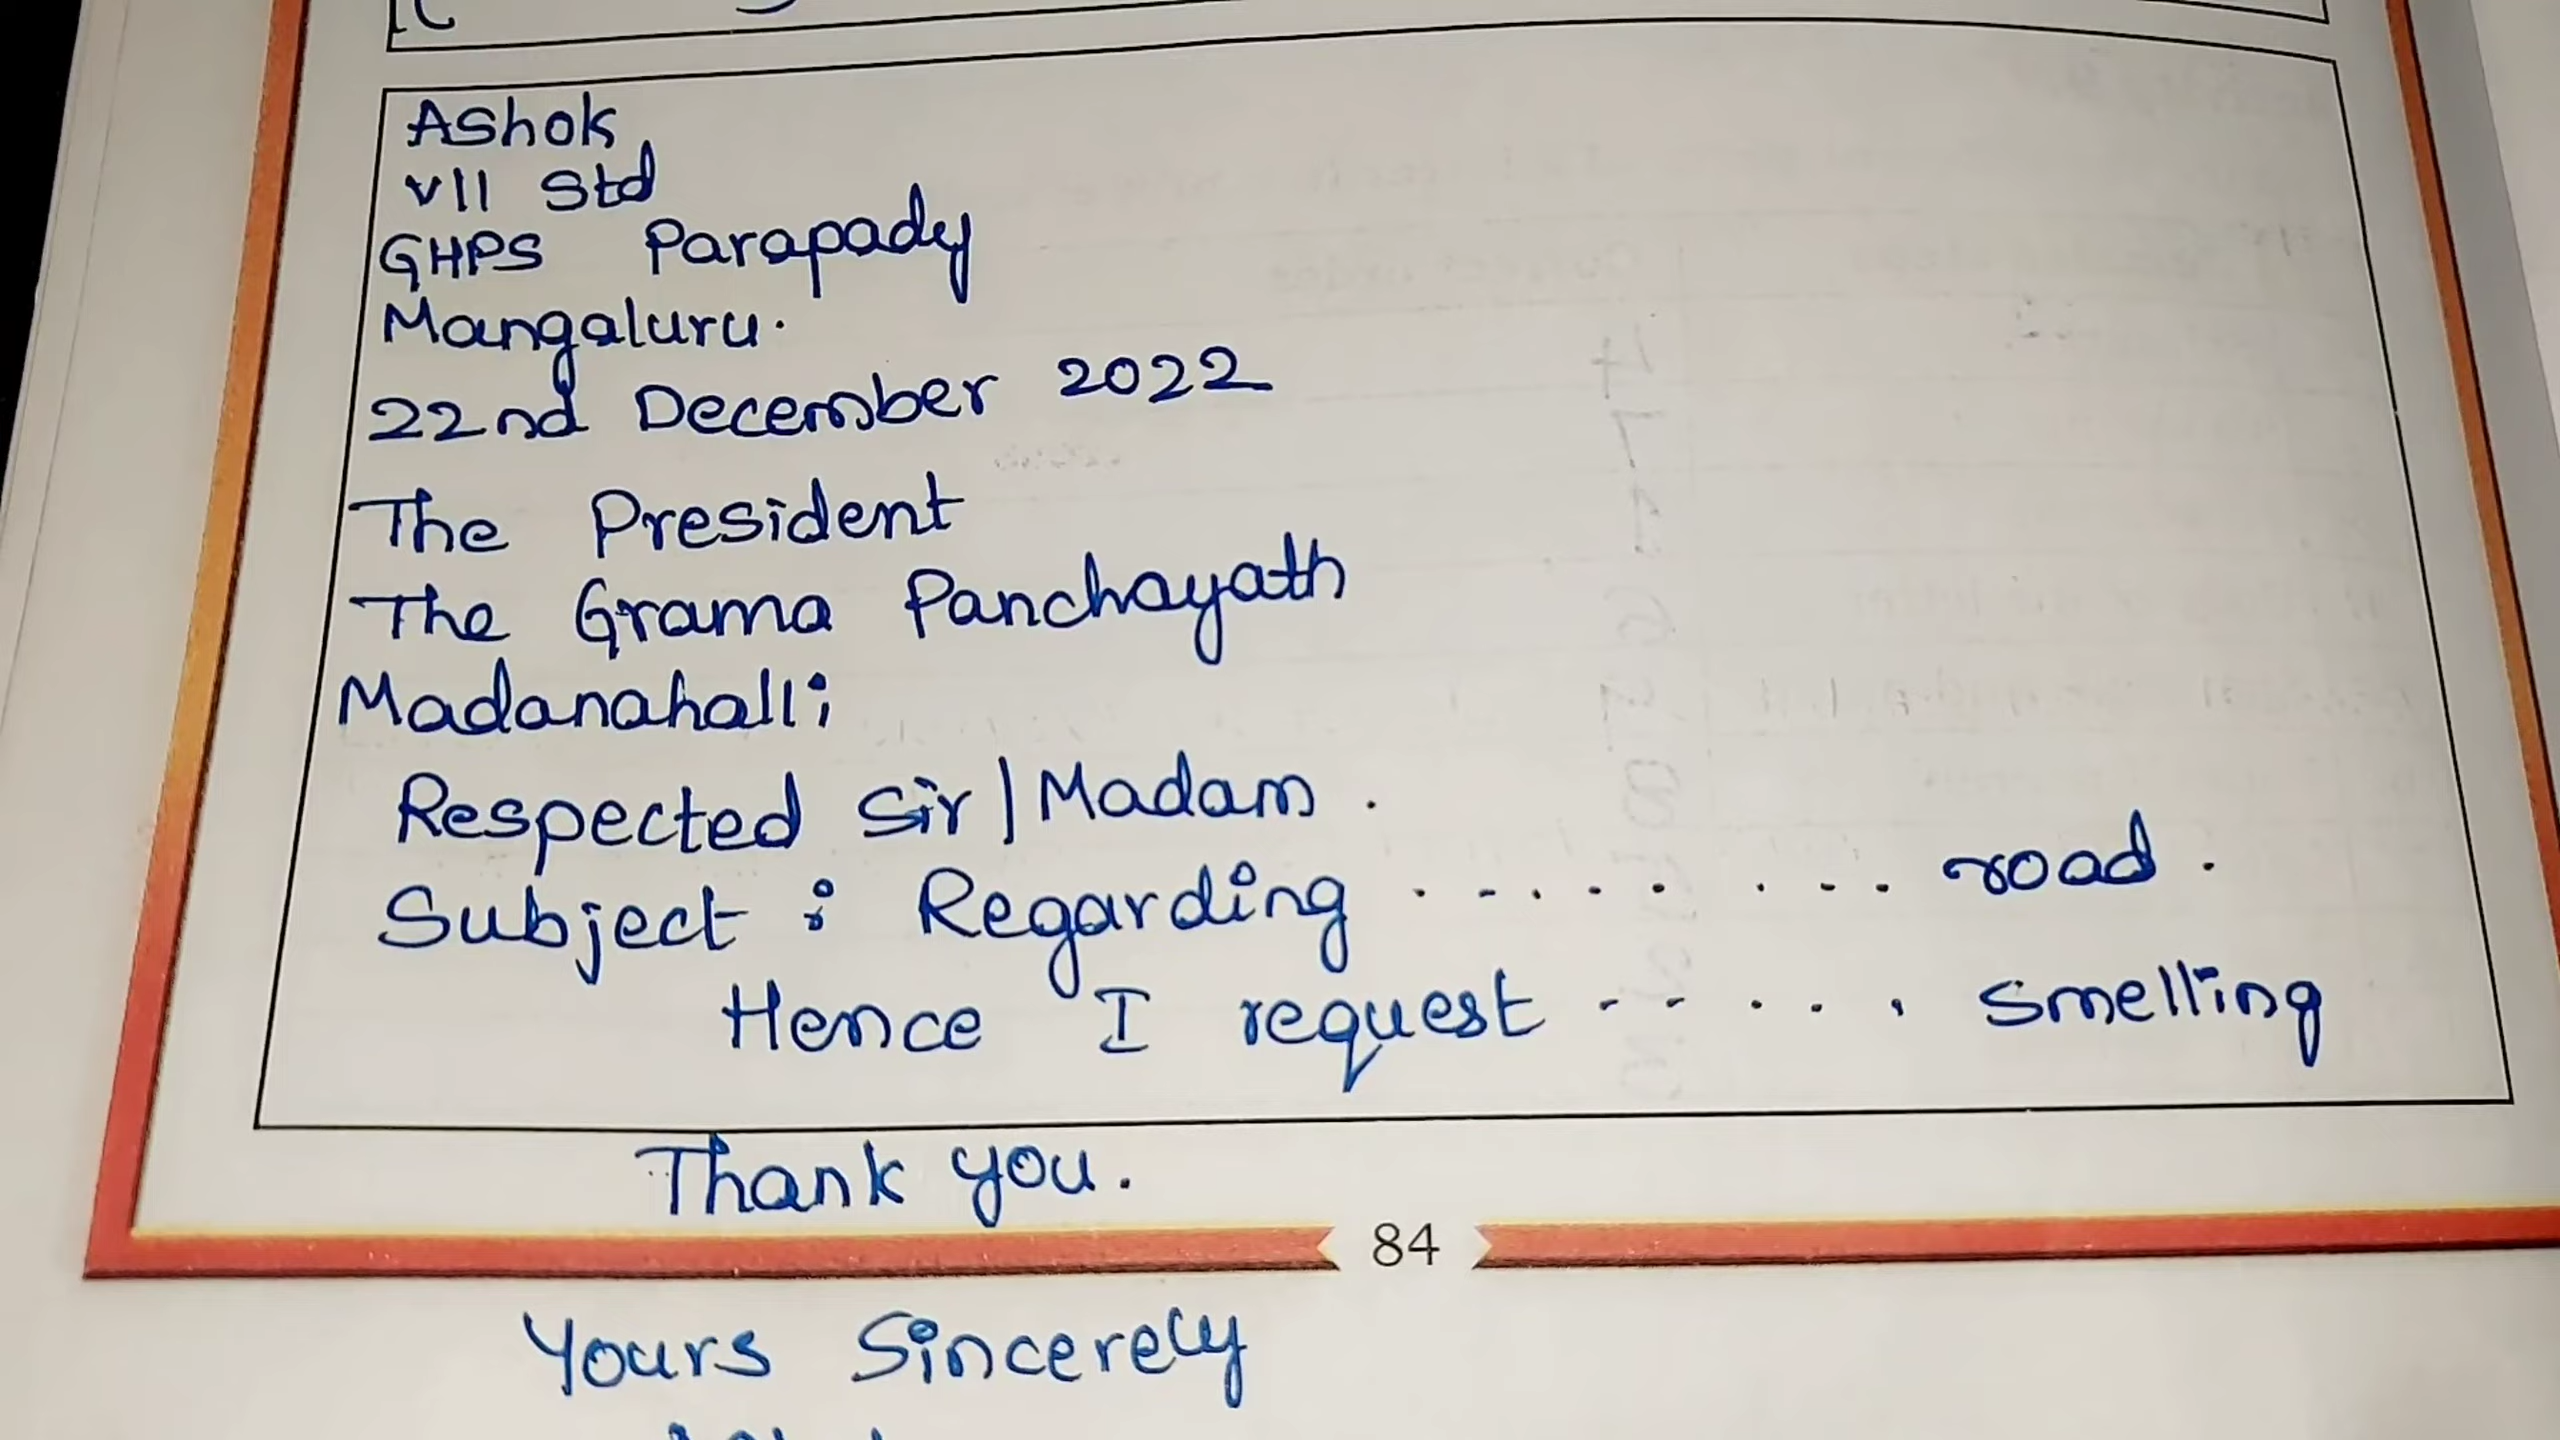 Ashok
VII Std
GHPS Parapady
Mangaluru.
22nd December 2022
The President
The Grama Panchayath
Madanahalli
Respected Sir | Madam .
Subject : Regarding . - . . . . . . road .
Hence I request - - . . . smelling
Thank you.
84
Yours Sincerely